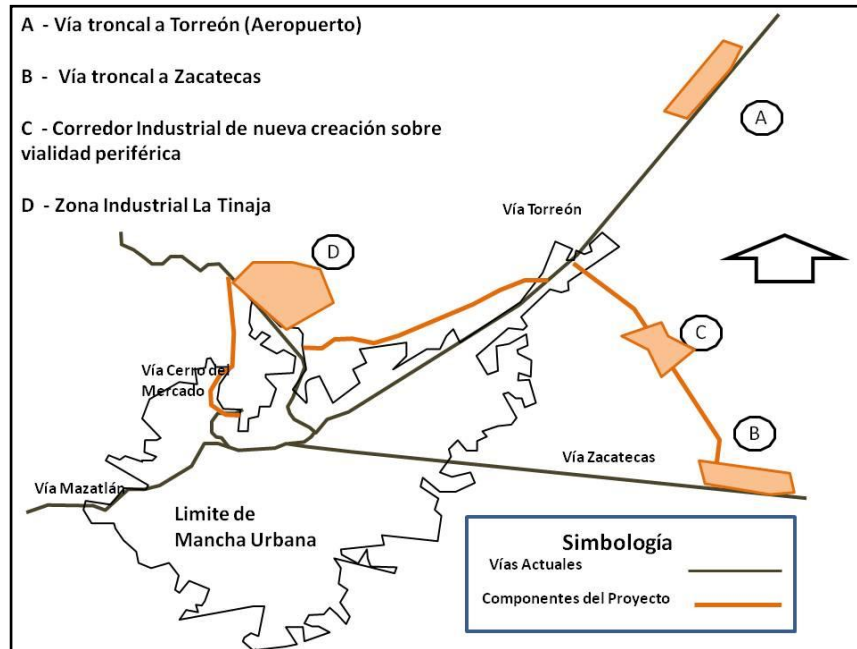 A - Vía troncal a Torreón (Aeropuerto)
B - Vía troncal a Zacatecas
C - Corredor Industrial de nueva creación sobre
vialidad periférica
D - Zona Industrial La Tinaja
A
Vía Torreón
D
C
Vía Cerro del
Mercado
B
Vía Zacatecas
Vía Mazatlán
Limite de
Mancha Urbana
Simbología
Vías Actuales
Componentes del Proyecto